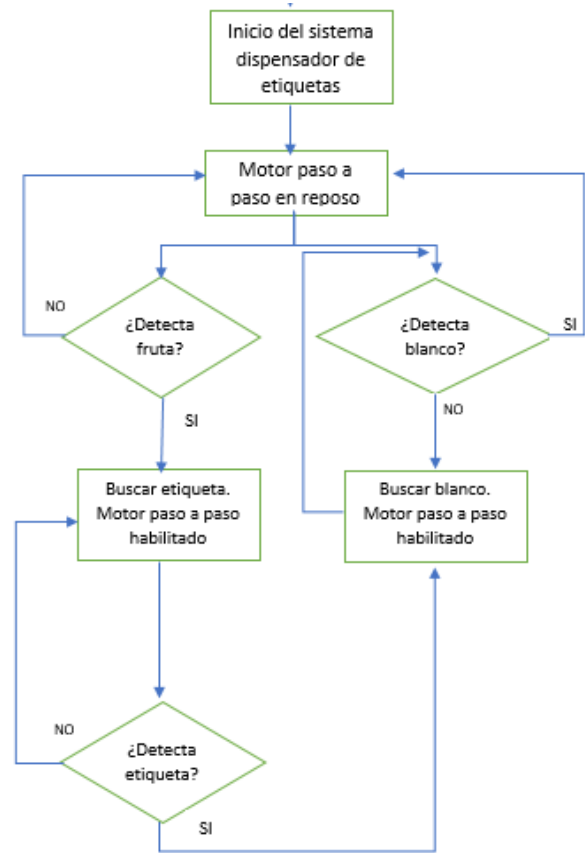 Inicio del sistema
dispensador de
etiquetas
Motor paso a
paso en reposo
NO
¿Detecta
fruta?
SI
¿Detecta
blanco?
SI
NO
Buscar etiqueta.
Motor paso a paso
habilitado
Buscar blanco.
Motor paso a paso
habilitado
NO
¿Detecta
etiqueta?
SI